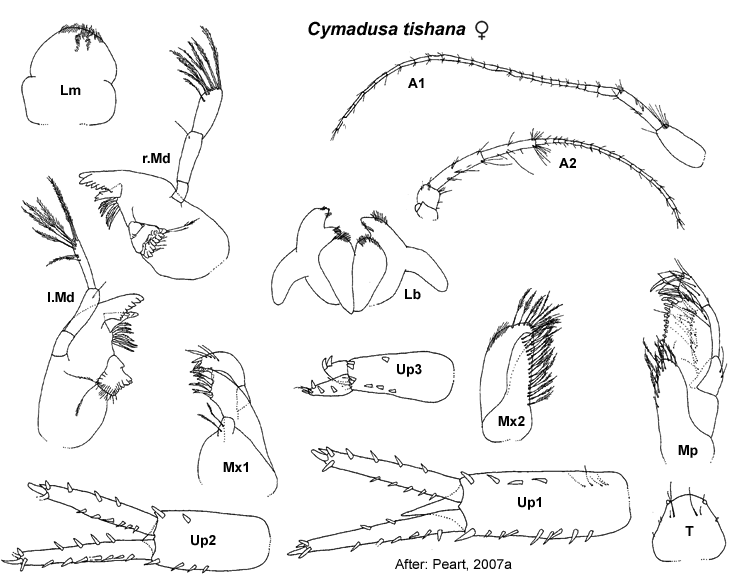 Cymadusa tishana ♀
Lm
A1
r.Md
A2
l.Md
Lb
Up3
Mx2
Mx1
Mp
Up1
Up2
T
After: Peart, 2007a